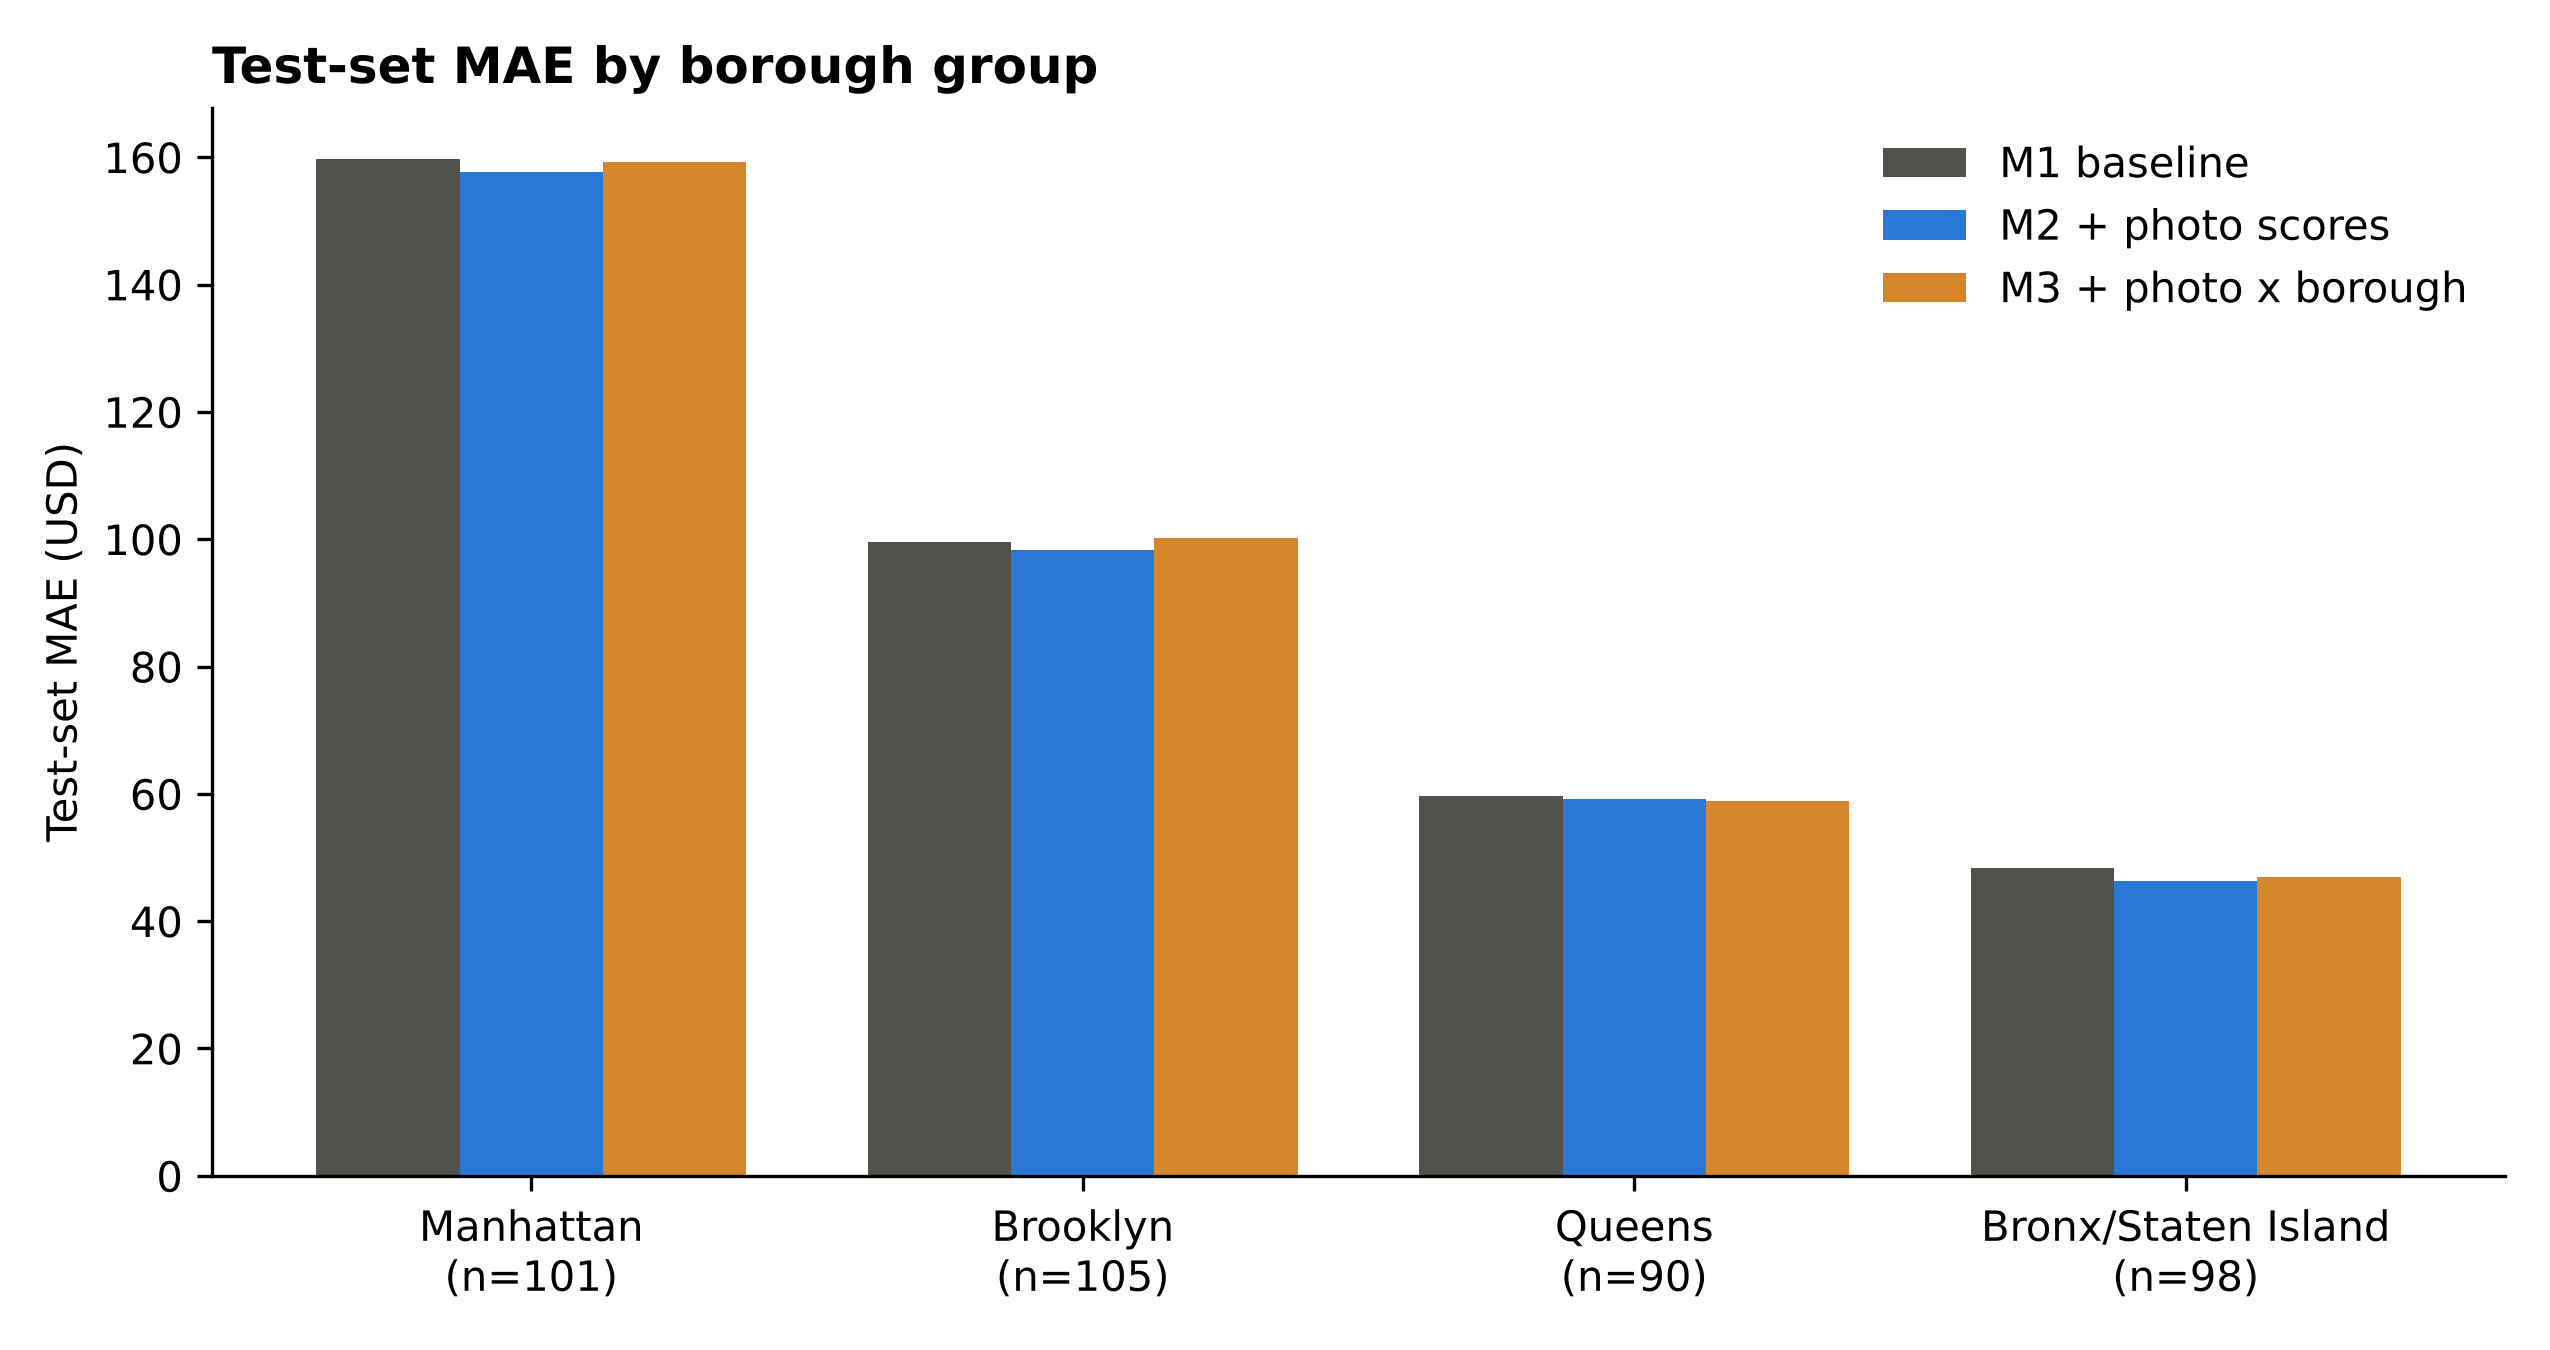 Test-set MAE by borough group
M1 baseline
M2 + photo scores
M3 + photo x borough
Test-set MAE (USD)
160
140
120
100
80
60
40
20
0
Manhattan
(n=101)
Brooklyn
(n=105)
Queens
(n=90)
Bronx/Staten Island
(n=98)